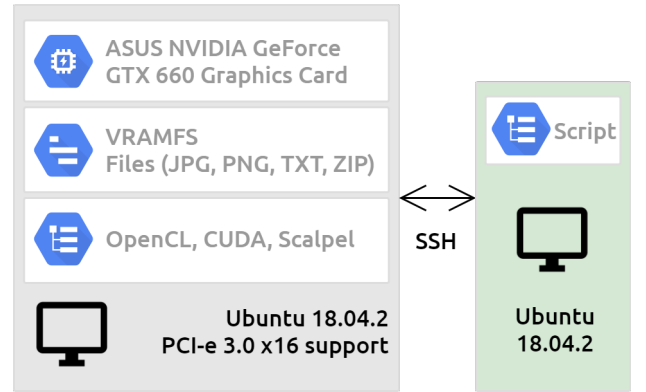 ASUS NVIDIA GeForce
GTX 660 Graphics Card
VRAMFS
Files (JPG, PNG, TXT, ZIP)
OpenCL, CUDA, Scalpel
Ubuntu 18.04.2
PCI-e 3.0 x16 support
SSH
Script
Ubuntu
18.04.2